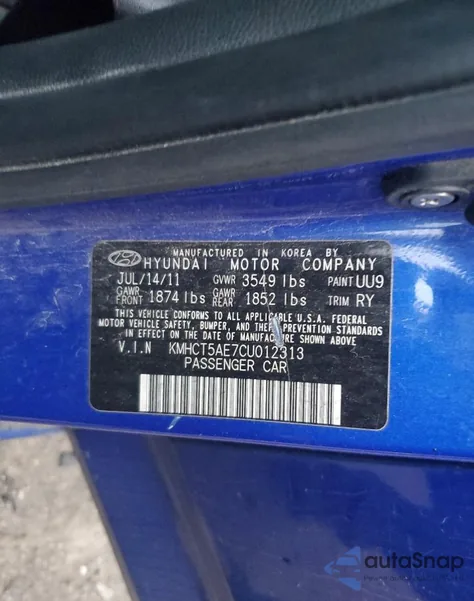 MANUFACTURED IN KOREA BY
HYUNDAI MOTOR COMPANY
JUL/14/11 GVWR 3549 lbs PAINT UU9
GAWR FRONT 1874 lbs GAWR REAR 1852 lbs TRIM RY
THIS VEHICLE CONFORMS TO ALL APPLICABLE U.S.A. FEDERAL
MOTOR VEHICLE SAFETY, BUMPER, AND THEFT PREVENTION STANDARDS
IN EFFECT ON THE DATE OF MANUFACTURE SHOWN ABOVE.
V.I.N KMHCT5AE7CU012313
PASSENGER CAR
autoSnap